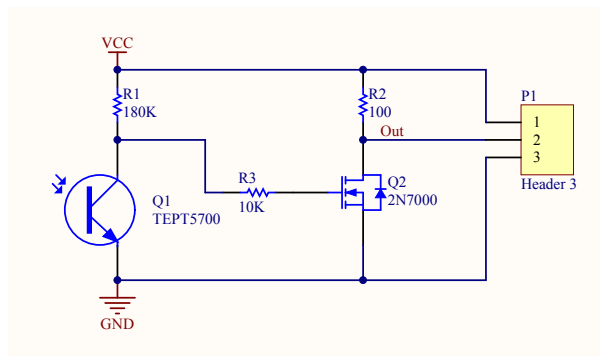 VCC
R1
180K
R2
100
Out
P1
1
2
3
Header 3
R3
10K
Q1
TEPT5700
Q2
2N7000
GND